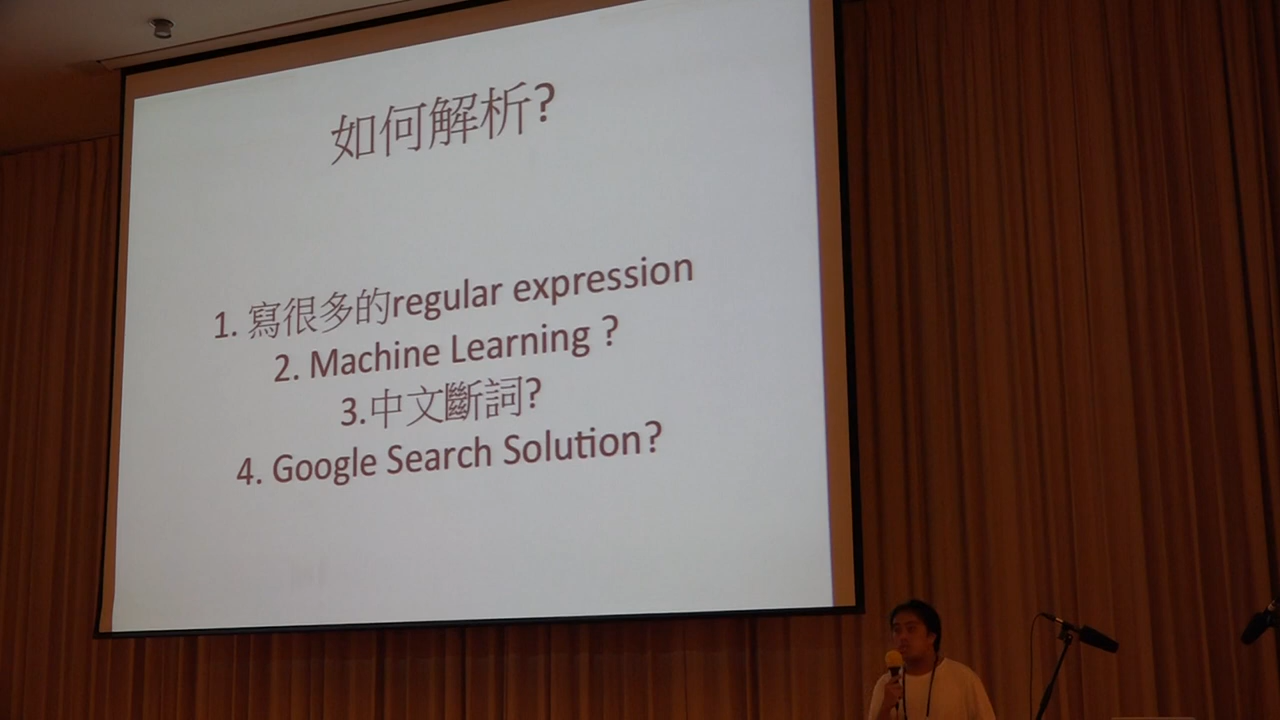 如何解析?
1. 寫很多的regular expression
2. Machine Learning ?
3.中文斷詞?
4. Google Search Solution?